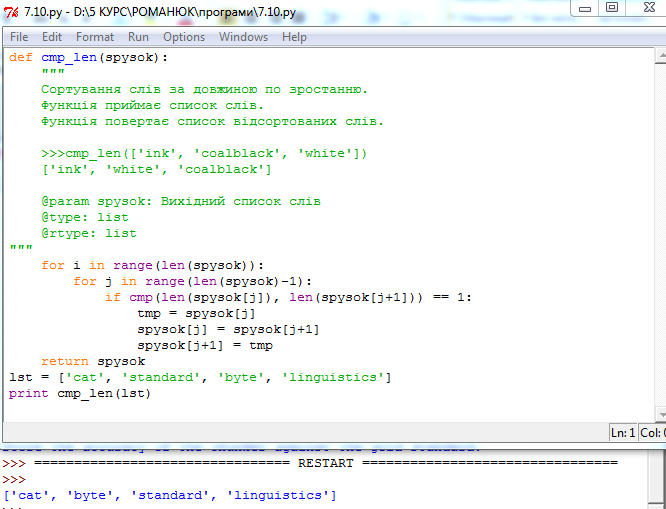 7.10.py - D:\5 КУРС\РОМАНЮК\програми\7.10.py
File Edit Format Run Options Windows Help
def cmp_len(spysok):
    """
    Сортування слів за довжиною по зростанню.
    Функція приймає список слів.
    Функція повертає список відсортованих слів.

    >>>cmp_len(['ink', 'coalblack', 'white'])
    ['ink', 'white', 'coalblack']

    @param spysok: Вихідний список слів
    @type: list
    @rtype: list
"""
    for i in range(len(spysok)):
        for j in range(len(spysok)-1):
            if cmp(len(spysok[j]), len(spysok[j+1])) == 1:
                tmp = spysok[j]
                spysok[j] = spysok[j+1]
                spysok[j+1] = tmp
    return spysok
lst = ['cat', 'standard', 'byte', 'linguistics']
print cmp_len(lst)
Ln: 1 Col:
>>> ================================ RESTART ================================
>>>
['cat', 'byte', 'standard', 'linguistics']